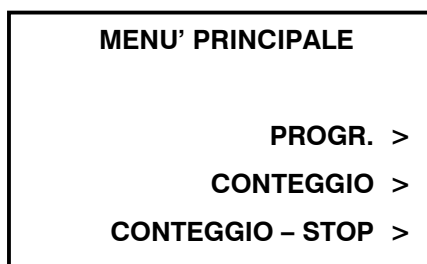 MENU’ PRINCIPALE
PROGR. >
CONTEGGIO >
CONTEGGIO – STOP >